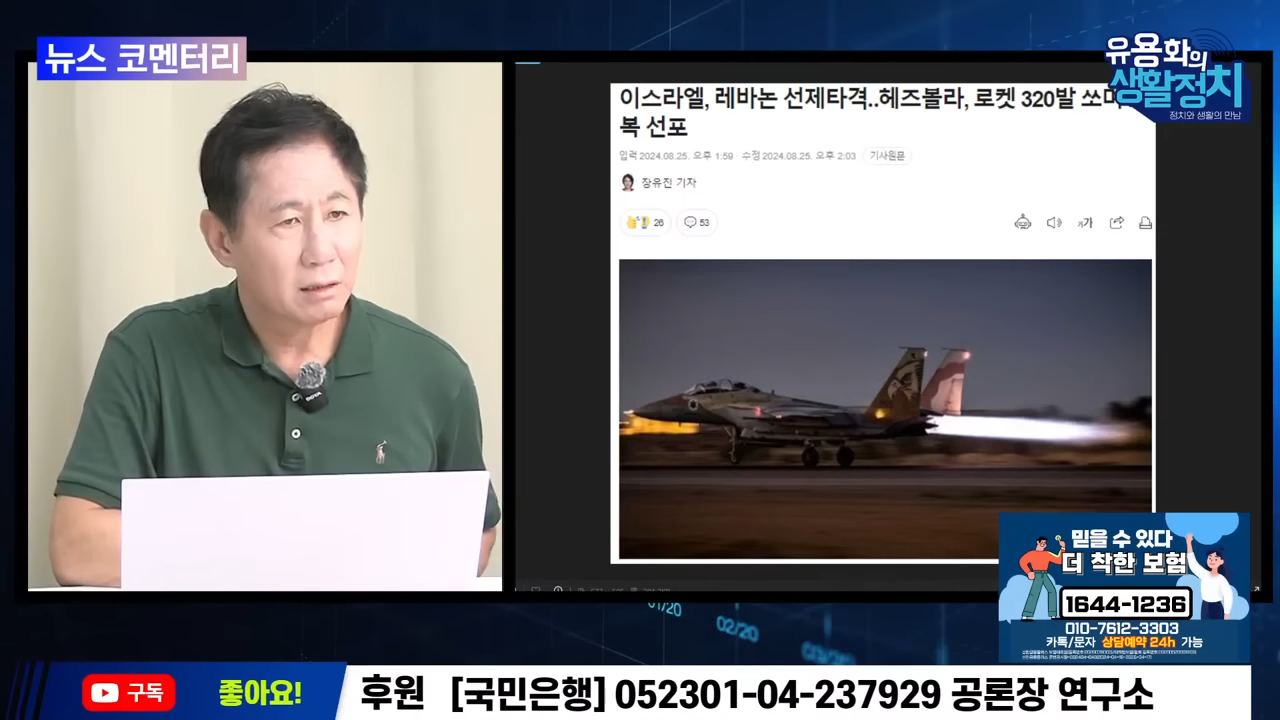 뉴스 코멘터리
유용화의
생활정치
정치와 생활의 만남
이스라엘, 레바논 선제타격..헤즈볼라, 로켓 320발 쏘며
복 선포
입력 2024.08.25. 오후 1:59 · 수정 2024.08.25. 오후 2:03 기사원문
장유진 기자
26 53
가
믿을 수 있다
더 착한 보험
1644-1236
010-7612-3303
카톡/문자 상담예약 24h 가능
01/20
02/20
구독 좋아요! 후원 [국민은행] 052301-04-237929 공론장 연구소